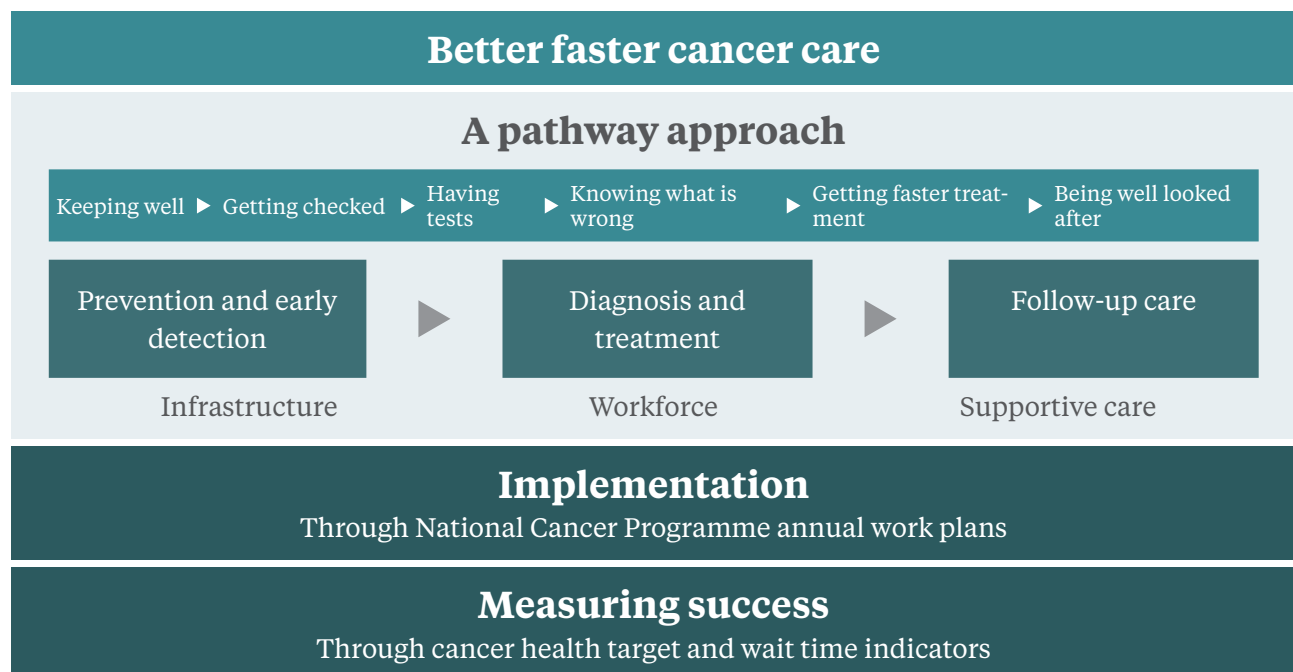 Better faster cancer care
A pathway approach
Keeping well
Getting checked
Having
tests
Knowing what is
wrong
Getting faster treat-
ment
Being well looked
after
Prevention and early
detection
Diagnosis and
treatment
Follow-up care
Infrastructure
Workforce
Supportive care
Implementation
Through National Cancer Programme annual work plans
Measuring success
Through cancer health target and wait time indicators